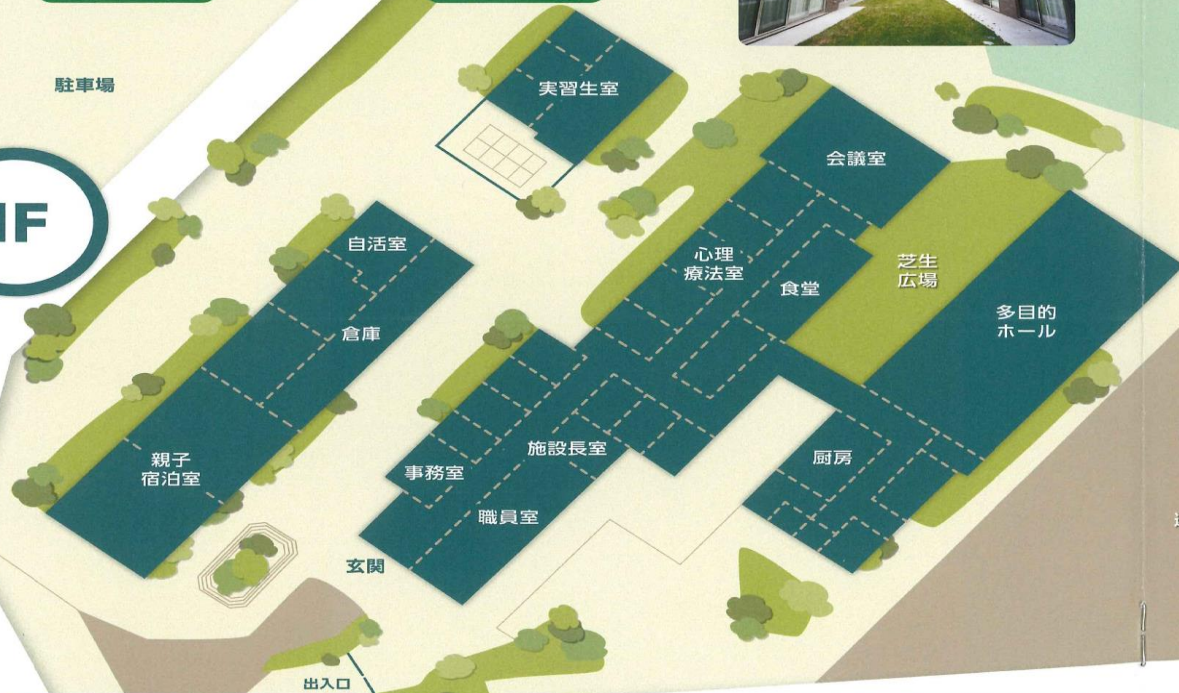 駐車場
実習生室
会議室
1F
自活室
心理
療法室
食堂
芝生
広場
多目的
ホール
倉庫
親子
宿泊室
事務室
施設長室
職員室
厨房
玄関
出入口